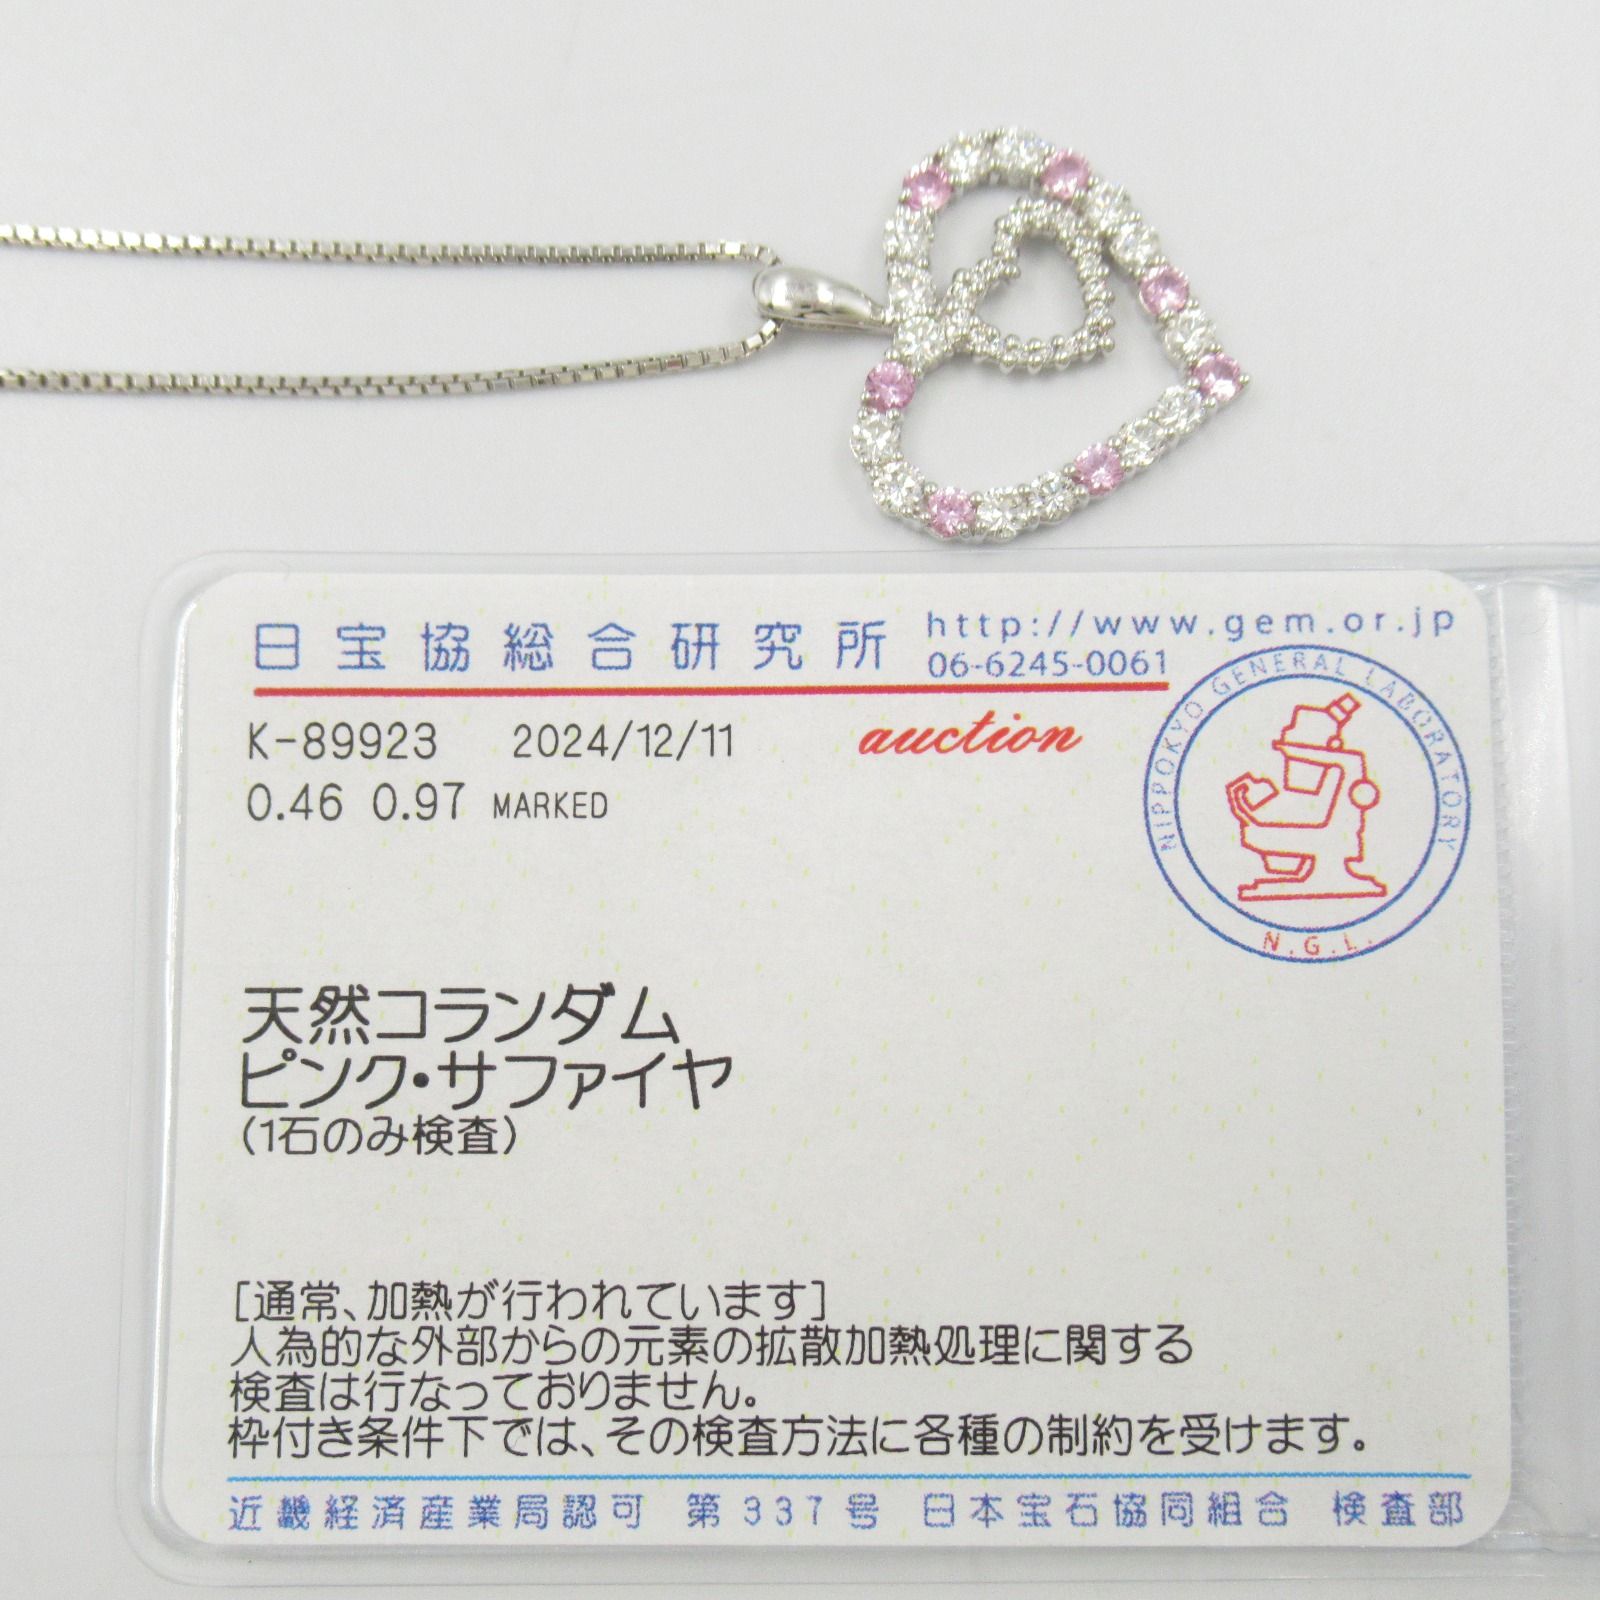 日宝協総合研究所
http://www.gem.or.jp
06-6245-0061
K-89923 2024/12/11 auction
0.46 0.97 MARKED
NIPPOKYO GENERAL LABORATORY
N.G.L.
天然コランダム
ピンク・サファイヤ
(1石のみ検査)
[通常、加熱が行われています]
人為的な外部からの元素の拡散加熱処理に関する
検査は行なっておりません。
枠付き条件下では、その検査方法に各種の制約を受けます。
近畿経済産業局認可 第337号 日本宝石協同組合 検査部